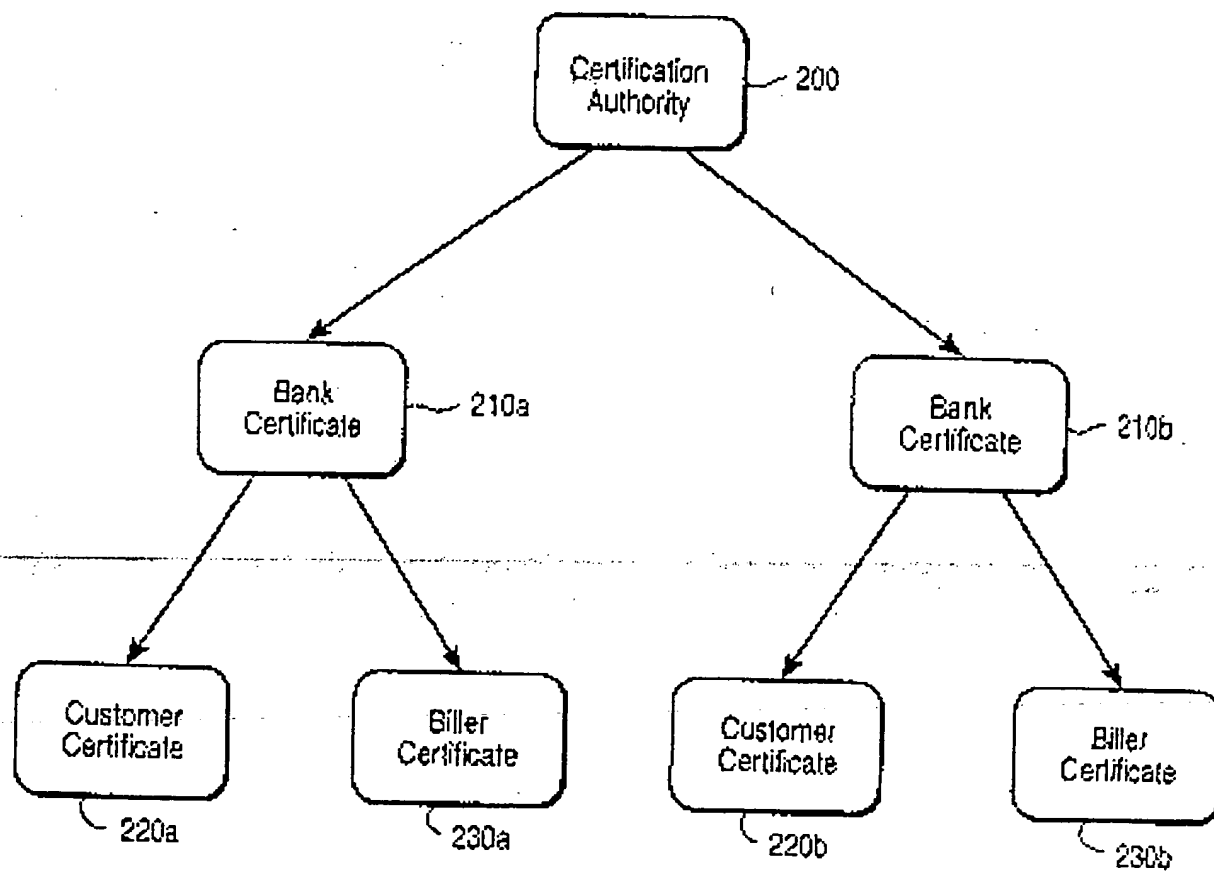 Certification
Authority
200
Bank
Certificate
210a
Bank
Certificate
210b
Customer
Certificate
220a
Biller
Certificate
230a
Customer
Certificate
220b
Biller
Certificate
230b